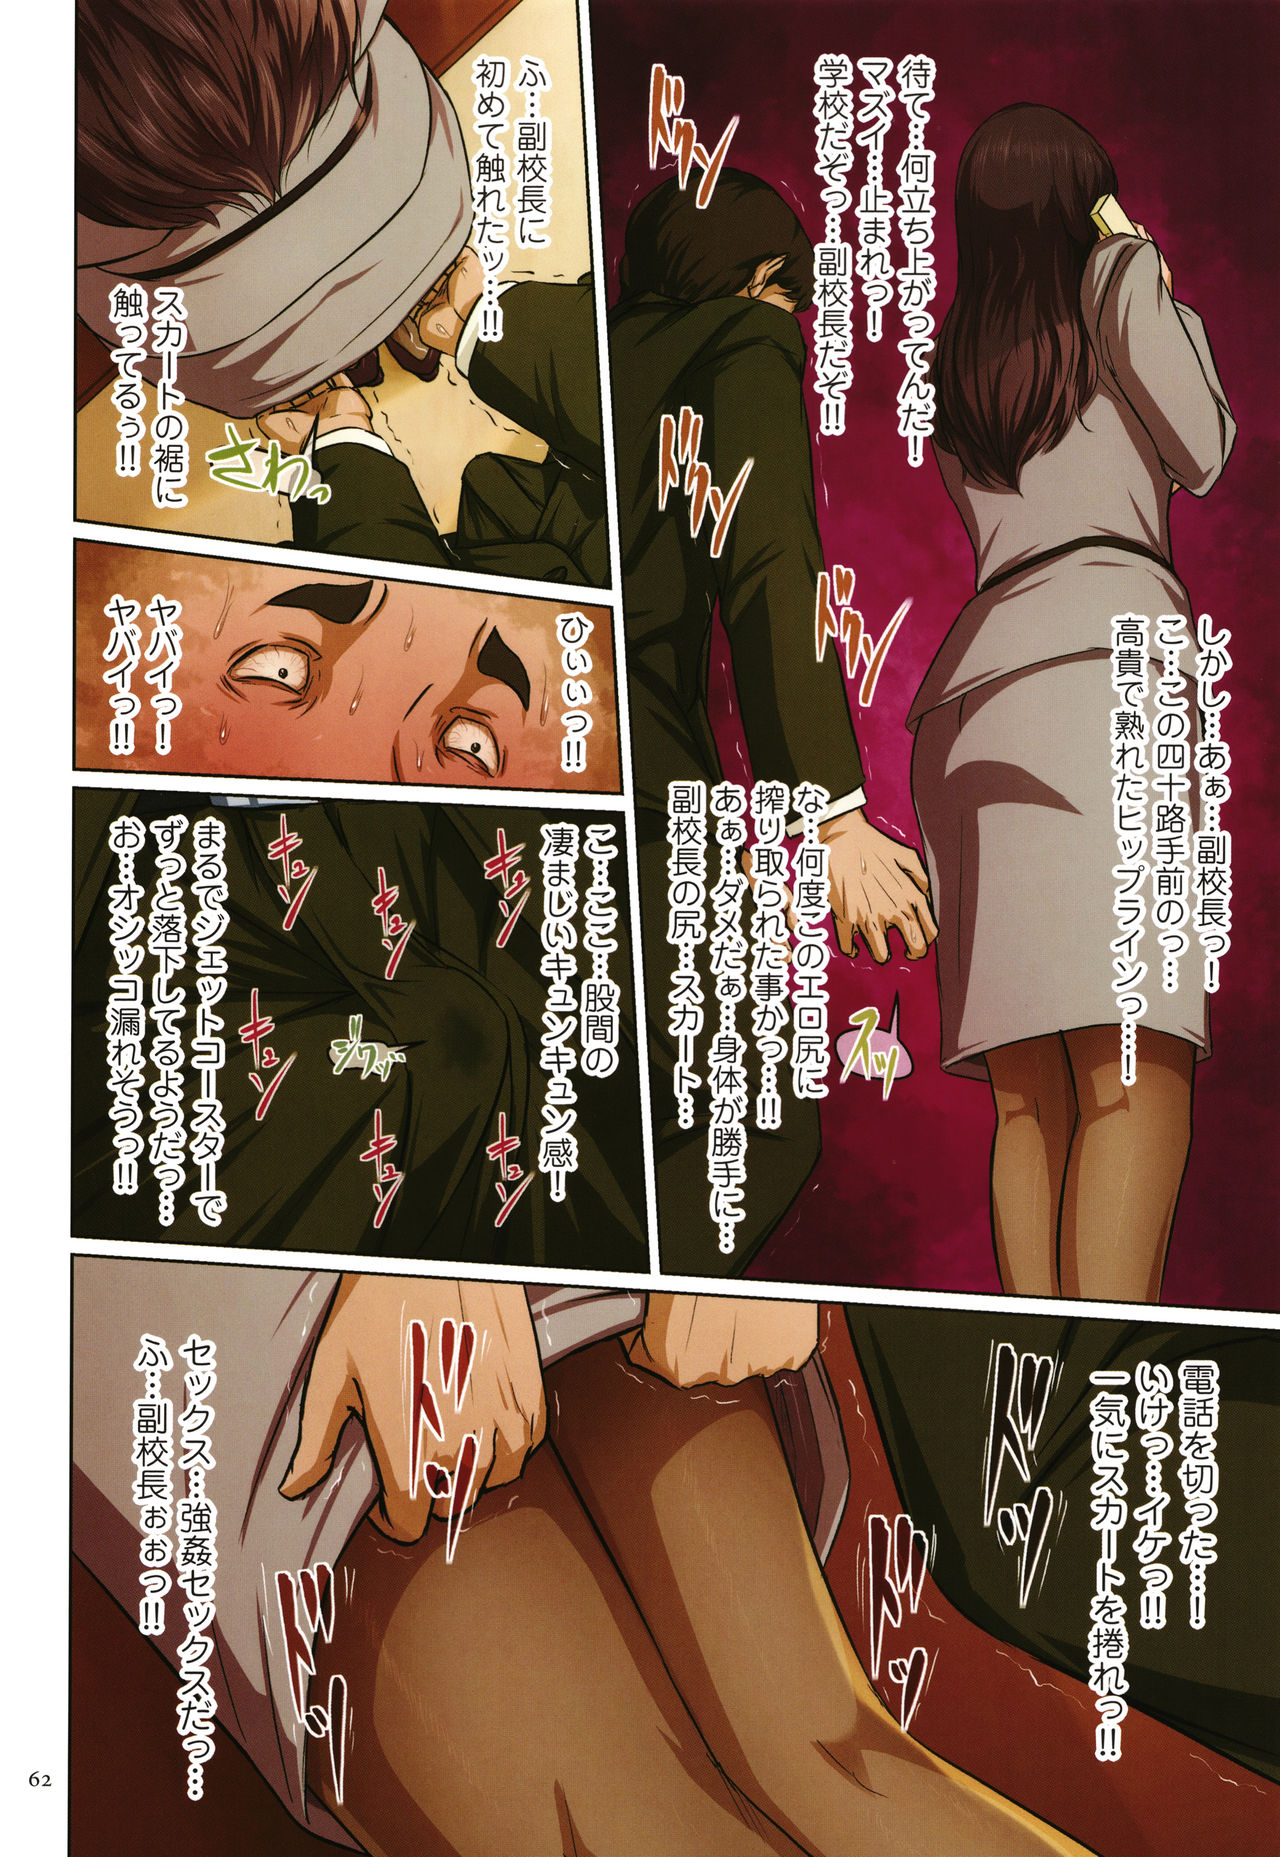 待て…何立ち上がってんだ！
マズイ…止まれっ！
学校だぞっ…副校長だぞ!!
しかし…あぁ…副校長っ！
こ…この四十路手前のっ…
高貴で熟れたヒップラインっ……！
な…何度このエロ尻に
搾り取られた事かっ…!!
あぁ…ダメだぁ…身体が勝手に…
副校長の尻…スカート…
ドクン
ドクン
ドクン
スッ
ふ…副校長に
初めて触れたッ……!!
スカートの裾に
触ってるぅ!!
さわっ
ひぃぃっ!!
ヤバイっ！
ヤバイっ!!
こ…ここ…股間の
凄まじいキュンキュン感！
まるでジェットコースターで
ずっと落下してるようだっ…
お…オシッコ漏れそうっ!!
キュン
キュン
キュン
キュン
キュン
ジワッ
電話を切った……！
いけっ…イケっ!!
一気にスカートを捲れっ!!
セックス…強姦セックスだっ…
ふ…副校長ぉぉっ!!
ドドッ
ドドッ
ドッ
ドッ
62